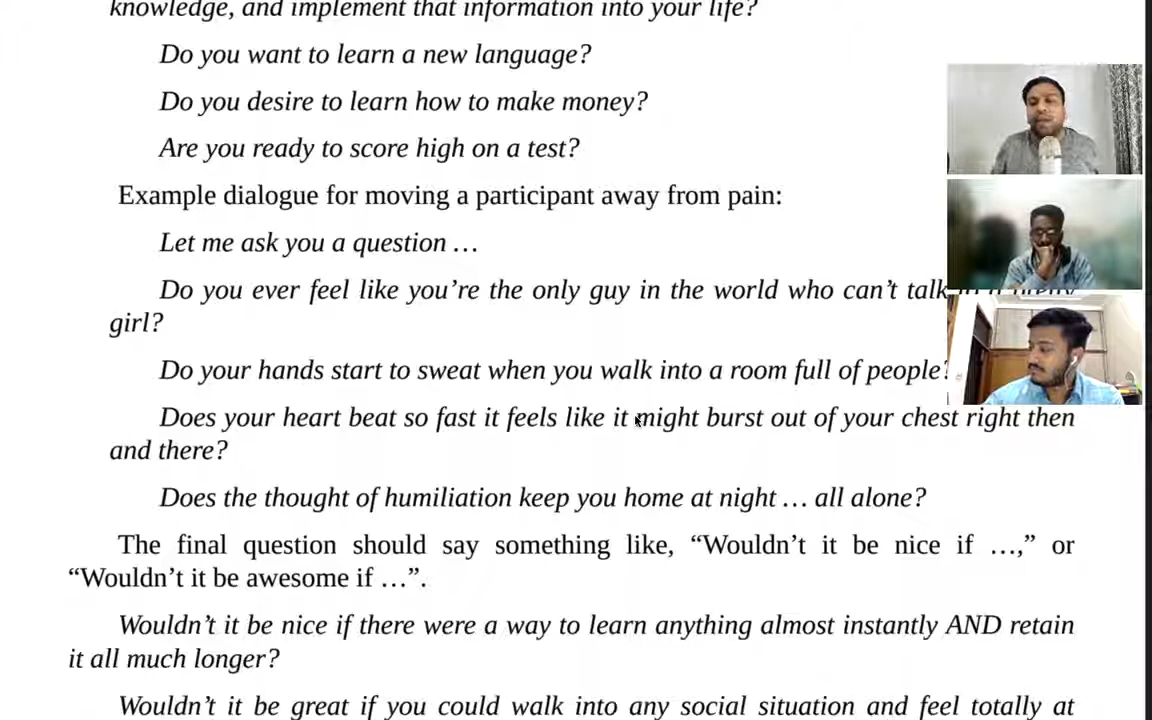 knowledge, and implement that information into your life?
Do you want to learn a new language?
Do you desire to learn how to make money?
Are you ready to score high on a test?
Example dialogue for moving a participant away from pain:
Let me ask you a question …
Do you ever feel like you’re the only guy in the world who can’t talk
girl?
Do your hands start to sweat when you walk into a room full of people?
Does your heart beat so fast it feels like it might burst out of your chest right then
and there?
Does the thought of humiliation keep you home at night … all alone?
The final question should say something like, “Wouldn’t it be nice if …,” or
“Wouldn’t it be awesome if …”.
Wouldn’t it be nice if there were a way to learn anything almost instantly AND retain
it all much longer?
Wouldn’t it be great if you could walk into any social situation and feel totally at